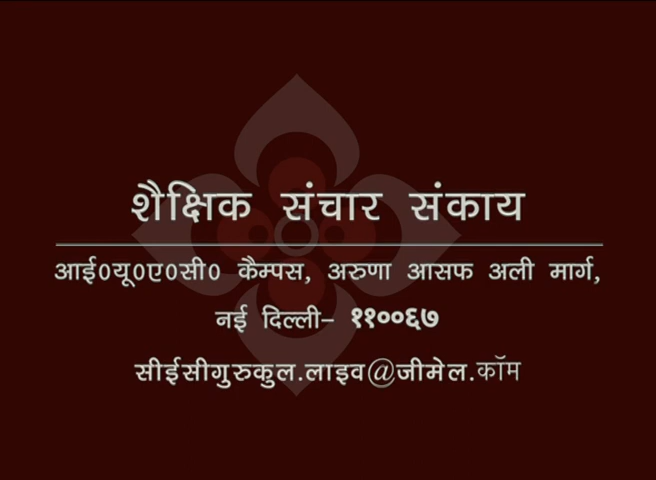 शैक्षिक संचार संकाय
आई०यू०ए०सी० कैम्पस, अरुणा आसफ अली मार्ग,
नई दिल्ली- ११००६७
सीईसीगुरुकुल.लाइव@जीमेल.कॉम